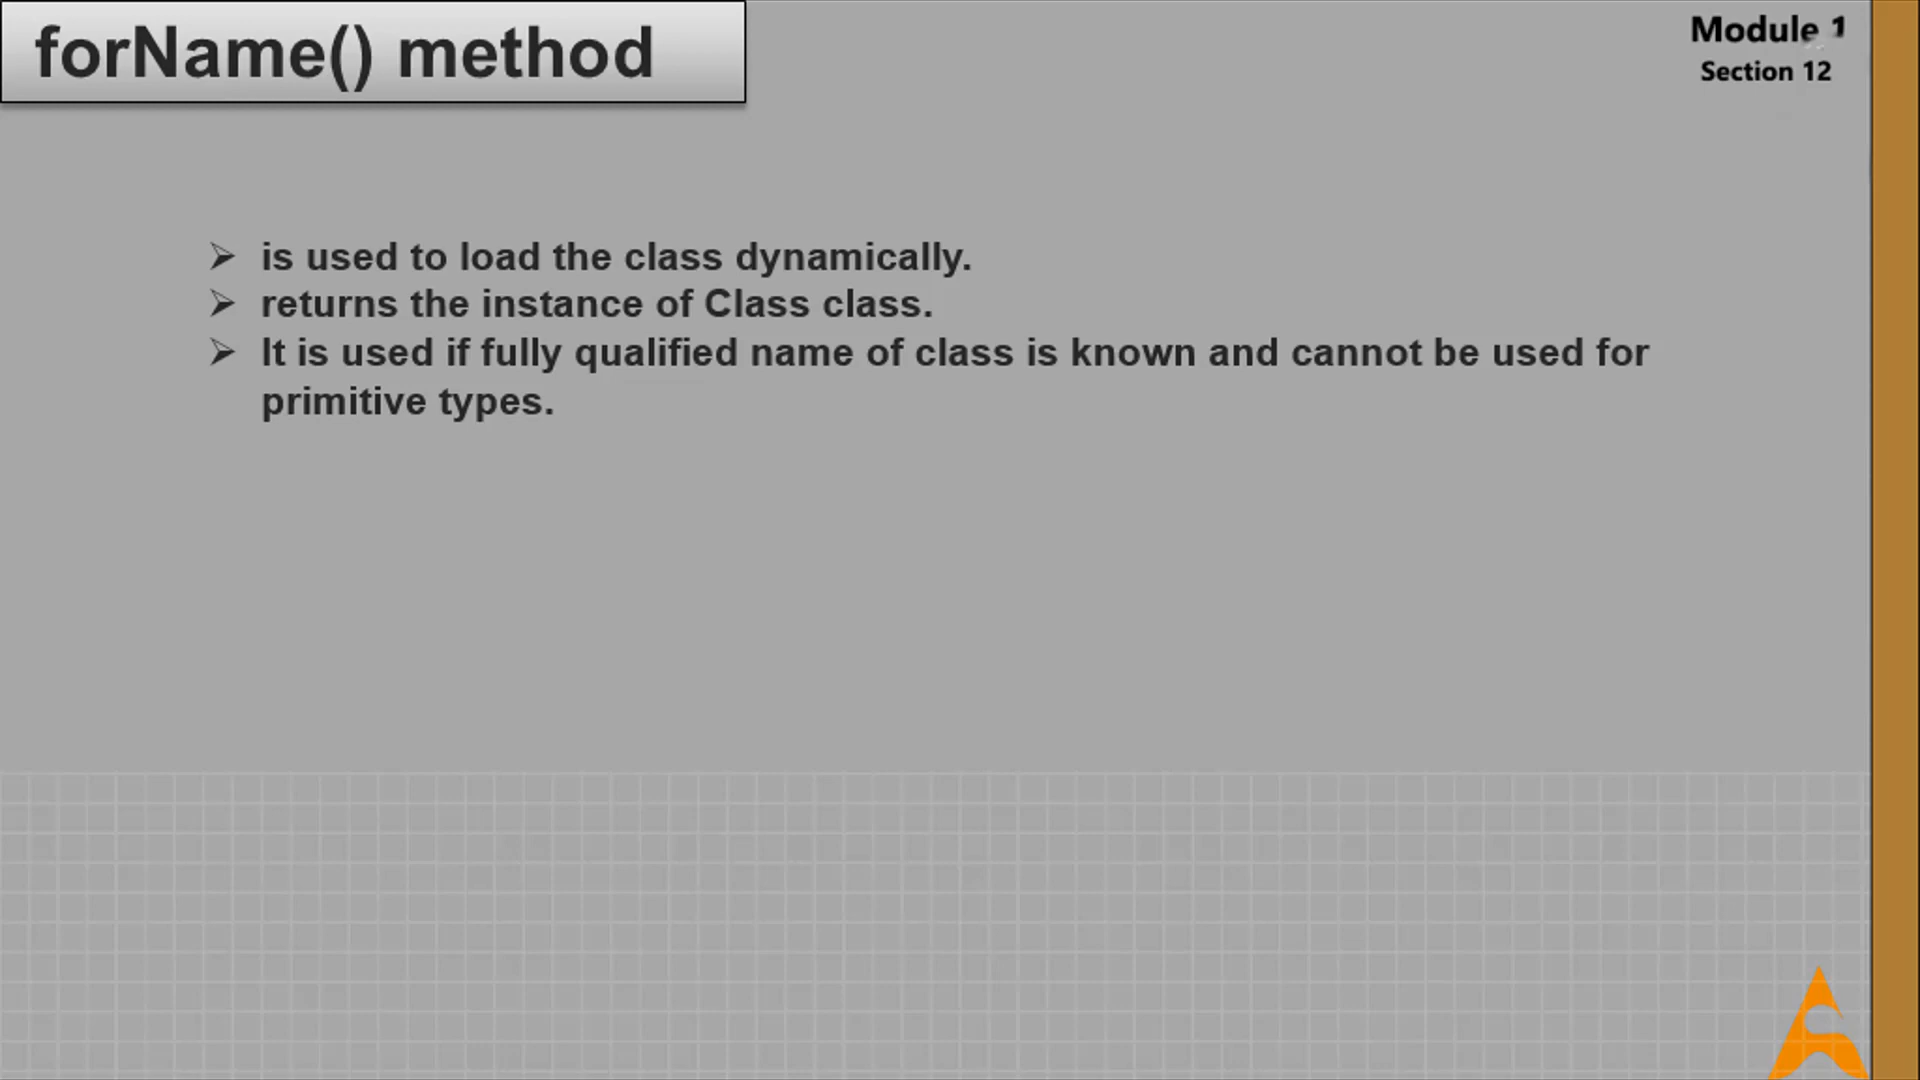 forName() method
Module 1
Section 12
is used to load the class dynamically.
returns the instance of Class class.
It is used if fully qualified name of class is known and cannot be used for
primitive types.